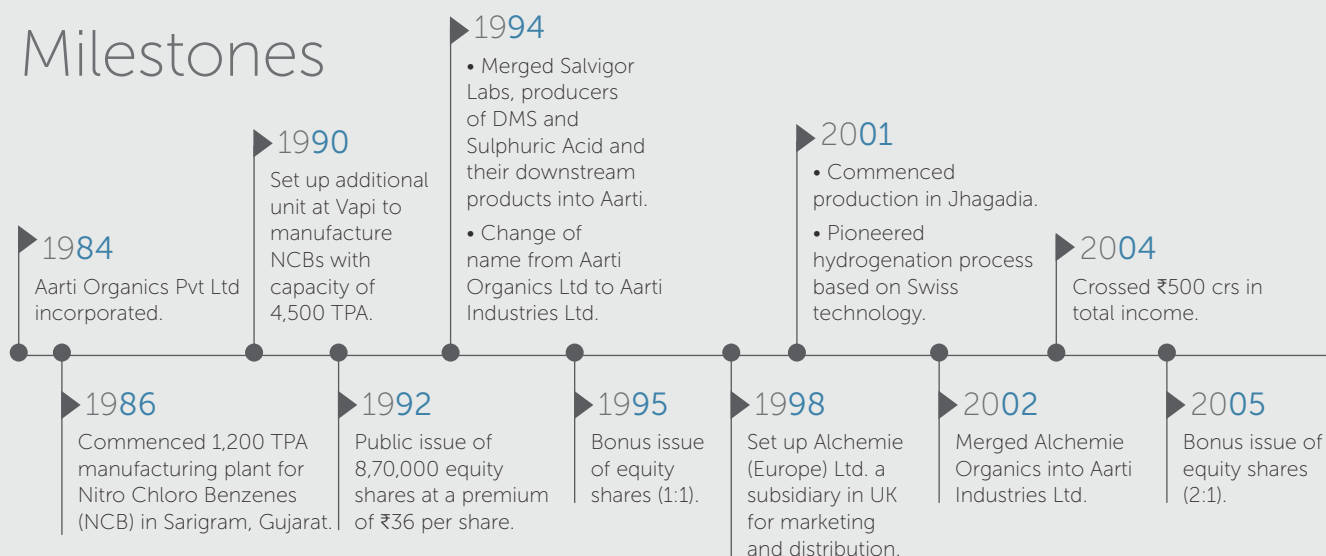 Milestones
1984
Aarti Organics Pvt Ltd
incorporated.
1986
Commenced 1,200 TPA
manufacturing plant for
Nitro Chloro Benzenes
(NCB) in Sarigram, Gujarat.
1990
Set up additional
unit at Vapi to
manufacture
NCBs with
capacity of
4,500 TPA.
1992
Public issue of
8,70,000 equity
shares at a premium
of ₹36 per share.
1994
• Merged Salvigor
Labs, producers
of DMS and
Sulphuric Acid and
their downstream
products into Aarti.
• Change of
name from Aarti
Organics Ltd to Aarti
Industries Ltd.
1995
Bonus issue
of equity
shares (1:1).
1998
Set up Alchemie
(Europe) Ltd. a
subsidiary in UK
for marketing
and distribution.
2001
• Commenced
production in Jhagadia.
• Pioneered
hydrogenation process
based on Swiss
technology.
2002
Merged Alchemie
Organics into Aarti
Industries Ltd.
2004
Crossed ₹500 crs in
total income.
2005
Bonus issue of
equity shares
(2:1).